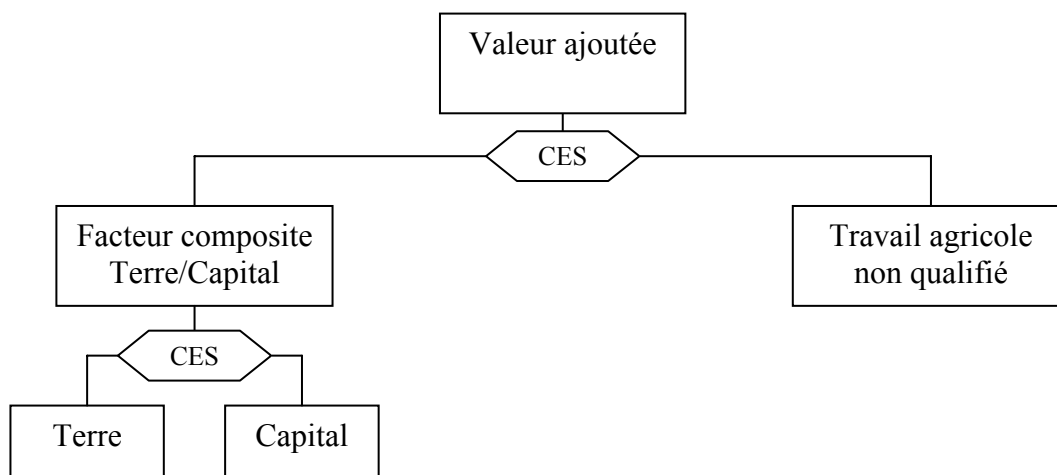 Valeur ajoutée
CES
Facteur composite
Terre/Capital
Travail agricole
non qualifié
CES
Terre
Capital